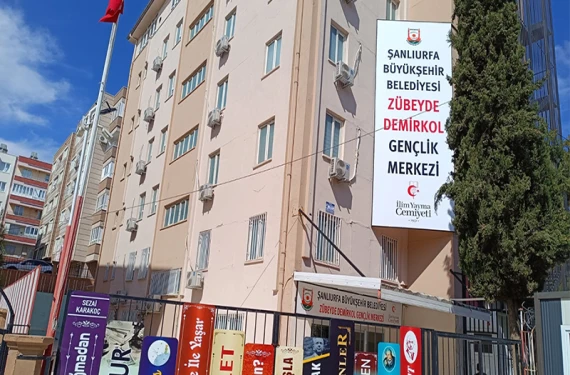 ŞANLIURFA
BÜYÜKŞEHİR
BELEDİYESİ
ZÜBEYDE
DEMİRKOL
GENÇLİK
MERKEZİ
İlim Yayma
Cemiyeti
ŞANLIURFA BÜYÜKŞEHİR BELEDİYESİ
ZÜBEYDE DEMİRKOL GENÇLİK MERKEZİ
SEZAİ
KARAKOÇ